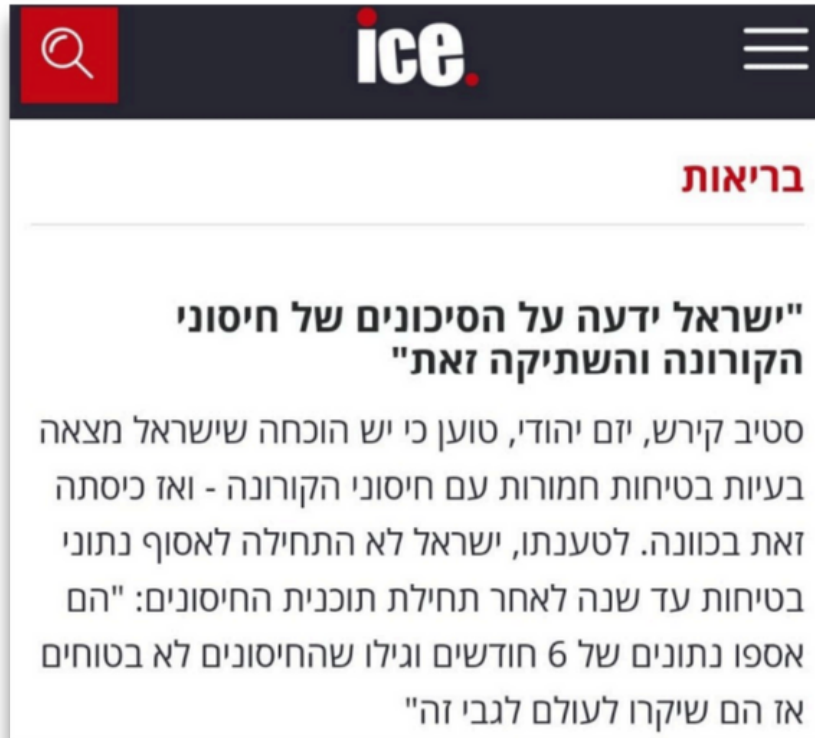 ice.
בריאות
"ישראל ידעה על הסיכונים של חיסוני
הקורונה והשתיקה זאת"
סטיב קירש, יזם יהודי, טוען כי יש הוכחה שישראל מצאה
בעיות בטיחות חמורות עם חיסוני הקורונה - ואז כיסתה
זאת בכוונה. לטענתו, ישראל לא התחילה לאסוף נתוני
בטיחות עד שנה לאחר תחילת תוכנית החיסונים: "הם
אספו נתונים של 6 חודשים וגילו שהחיסונים לא בטוחים
אז הם שיקרו לעולם לגבי זה"